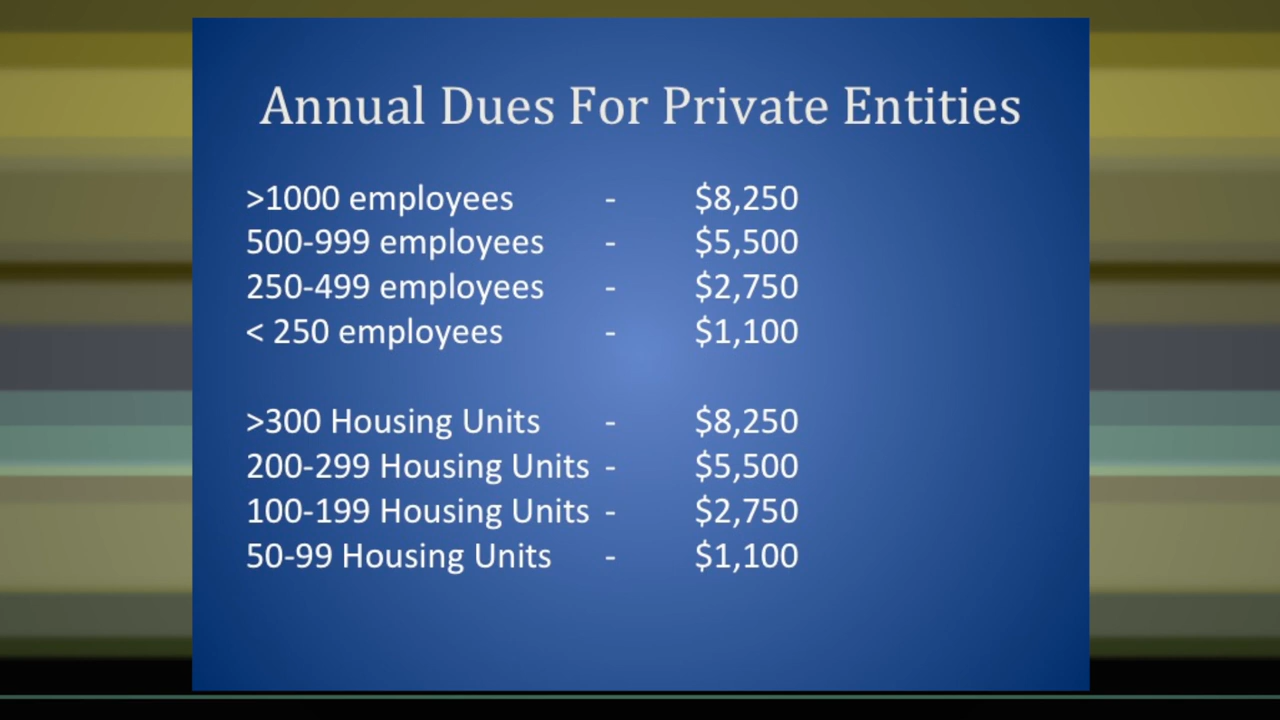 Annual Dues For Private Entities
>1000 employees - $8,250
500-999 employees - $5,500
250-499 employees - $2,750
< 250 employees - $1,100
>300 Housing Units - $8,250
200-299 Housing Units - $5,500
100-199 Housing Units - $2,750
50-99 Housing Units - $1,100